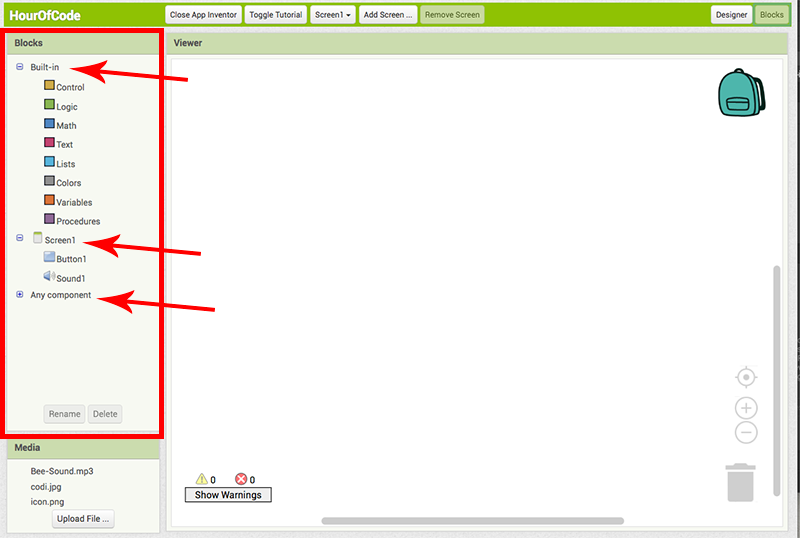 HourOfCode
Close App Inventor Toggle Tutorial Screen1 Add Screen ... Remove Screen Designer Blocks
Blocks
Built-in
Control
Logic
Math
Text
Lists
Colors
Variables
Procedures
Screen1
Button1
Sound1
Any component
Rename Delete
Media
Bee-Sound.mp3
codi.jpg
icon.png
Upload File ...
Viewer
0 0
Show Warnings